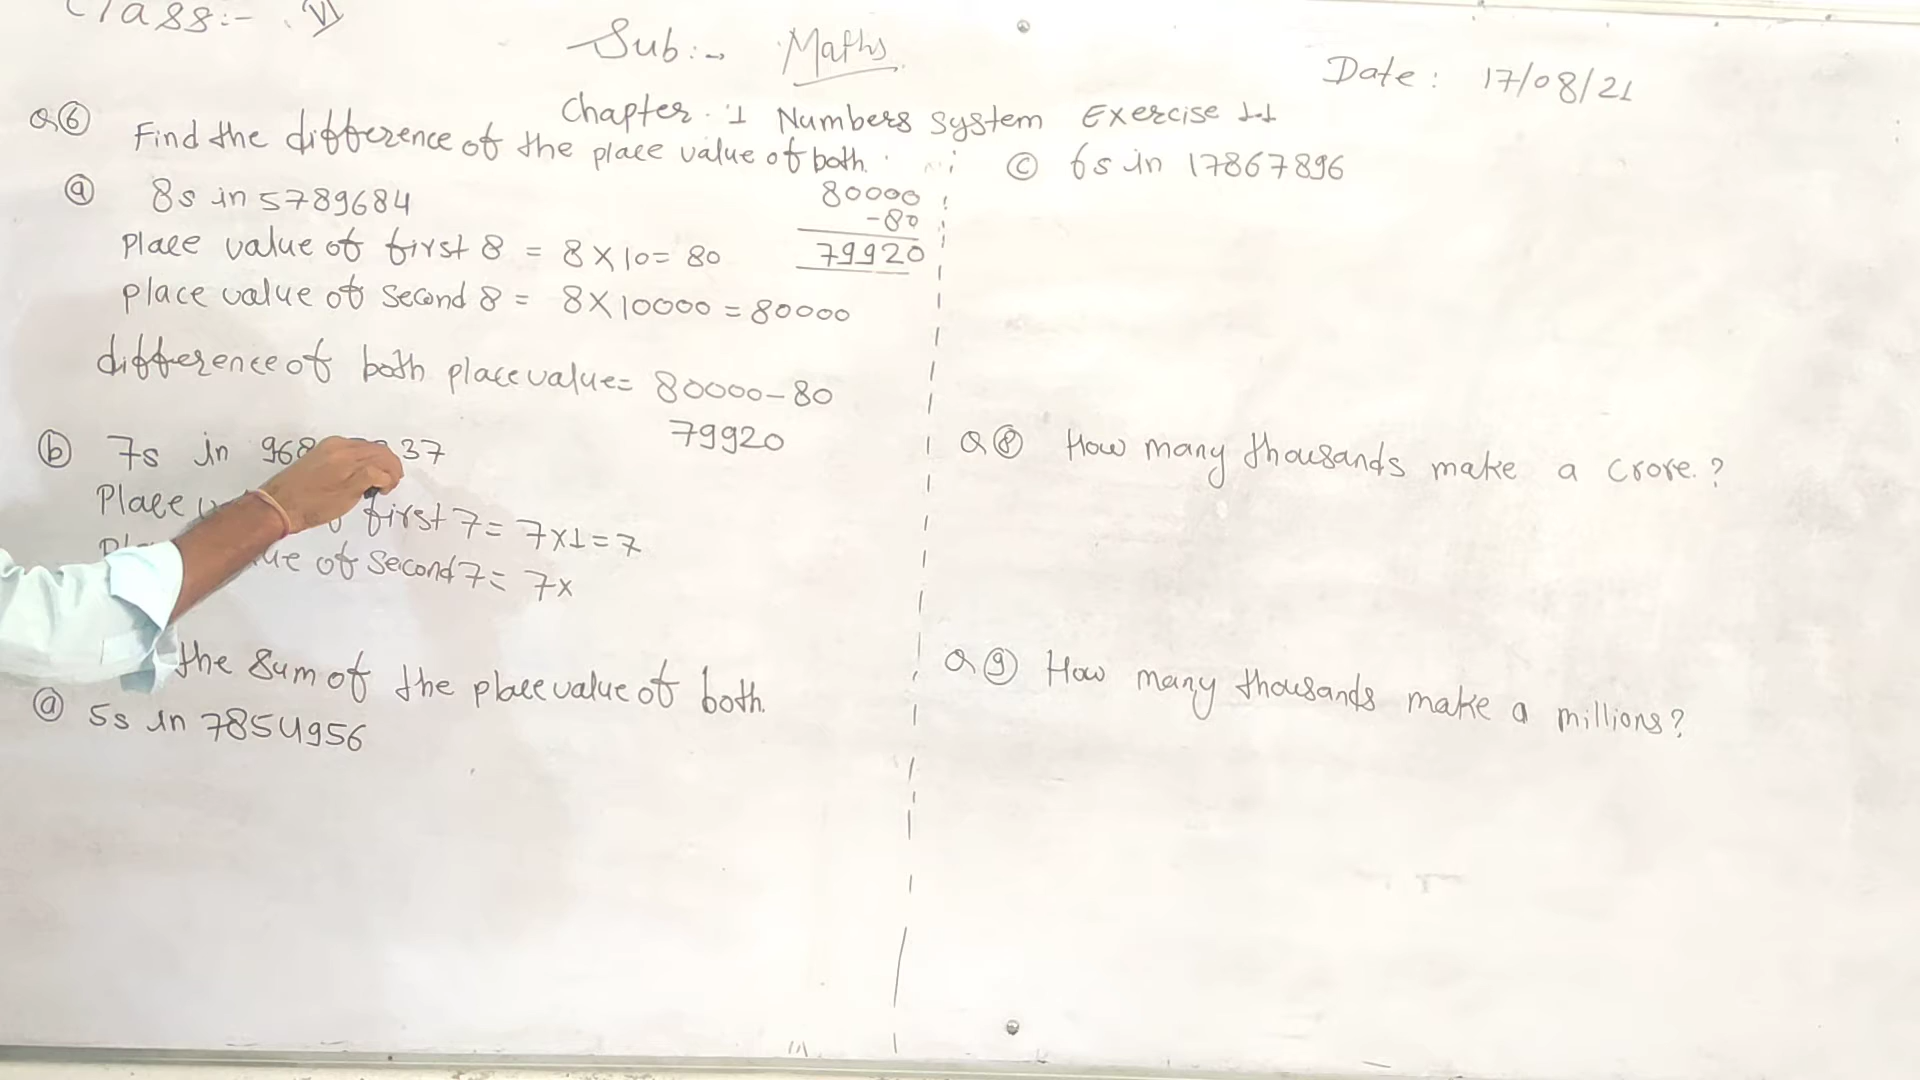 Class:- VI
Sub:- Maths
Date: 17/08/21
Chapter 1 Numbers system Exercise 1.1
Q6 Find the difference of the place value of both.
a 8s in 5789684
80000
-80
79920
Place value of first 8 = 8×10= 80
place value of second 8 = 8×10000 = 80000
difference of both place value= 80000-80
79920
b 7s in 37
Place first 7= 7×1=7
of second 7= 7×
the sum of the place value of both.
a 5s in 7854956
c 6s in 17867896
Q8 How many thousands make a crore.?
Q9 How many thousands make a millions?